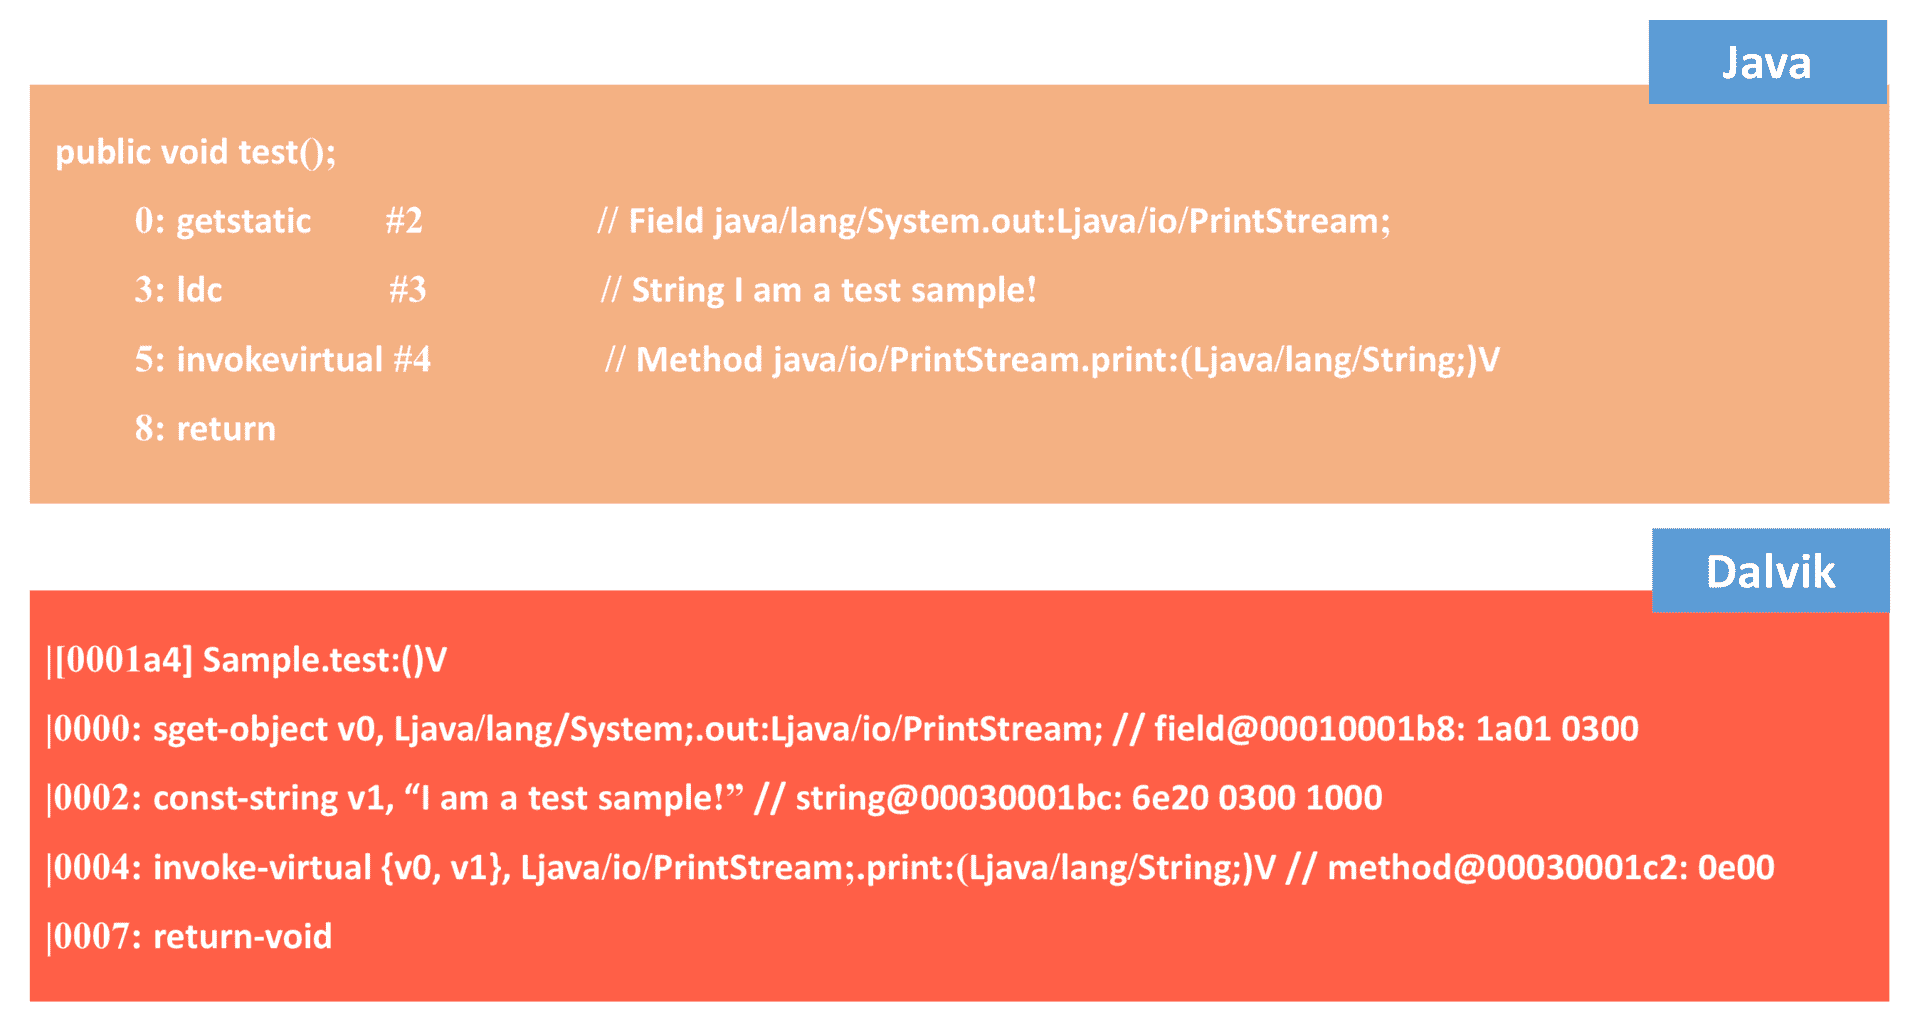 Java
public void test();
0: getstatic #2 // Field java/lang/System.out:Ljava/io/PrintStream;
3: ldc #3 // String I am a test sample!
5: invokevirtual #4 // Method java/io/PrintStream.print:(Ljava/lang/String;)V
8: return
Dalvik
|[0001a4] Sample.test:()V
|0000: sget-object v0, Ljava/lang/System;.out:Ljava/io/PrintStream; // field@00010001b8: 1a01 0300
|0002: const-string v1, “I am a test sample!” // string@00030001bc: 6e20 0300 1000
|0004: invoke-virtual {v0, v1}, Ljava/io/PrintStream;.print:(Ljava/lang/String;)V // method@00030001c2: 0e00
|0007: return-void